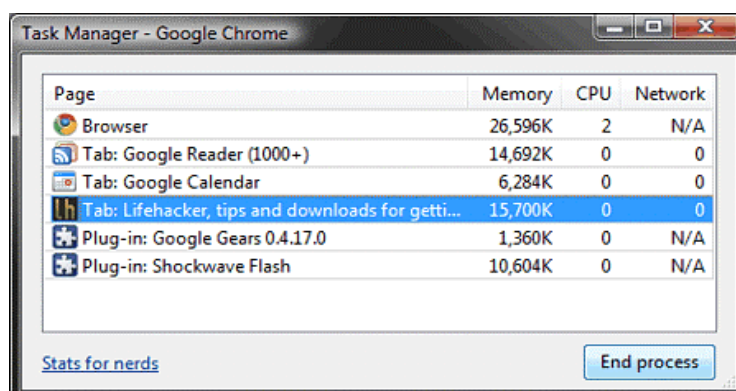 Task Manager - Google Chrome
Page Memory CPU Network
Browser 26,596K 2 N/A
Tab: Google Reader (1000+) 14,692K 0 0
Tab: Google Calendar 6,284K 0 0
lh Tab: Lifehacker, tips and downloads for getti... 15,700K 0 0
Plug-in: Google Gears 0.4.17.0 1,360K 0 N/A
Plug-in: Shockwave Flash 10,604K 0 N/A
Stats for nerds End process